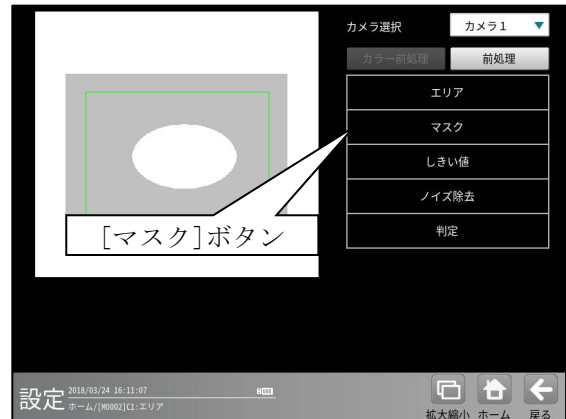 カメラ選択
カメラ1
カラー前処理
前処理
エリア
マスク
しきい値
ノイズ除去
判定
[マスク]ボタン
設定
2018/03/24 16:11:07
ホーム/[M0002]C1:エリア
拡大縮小
ホーム
戻る